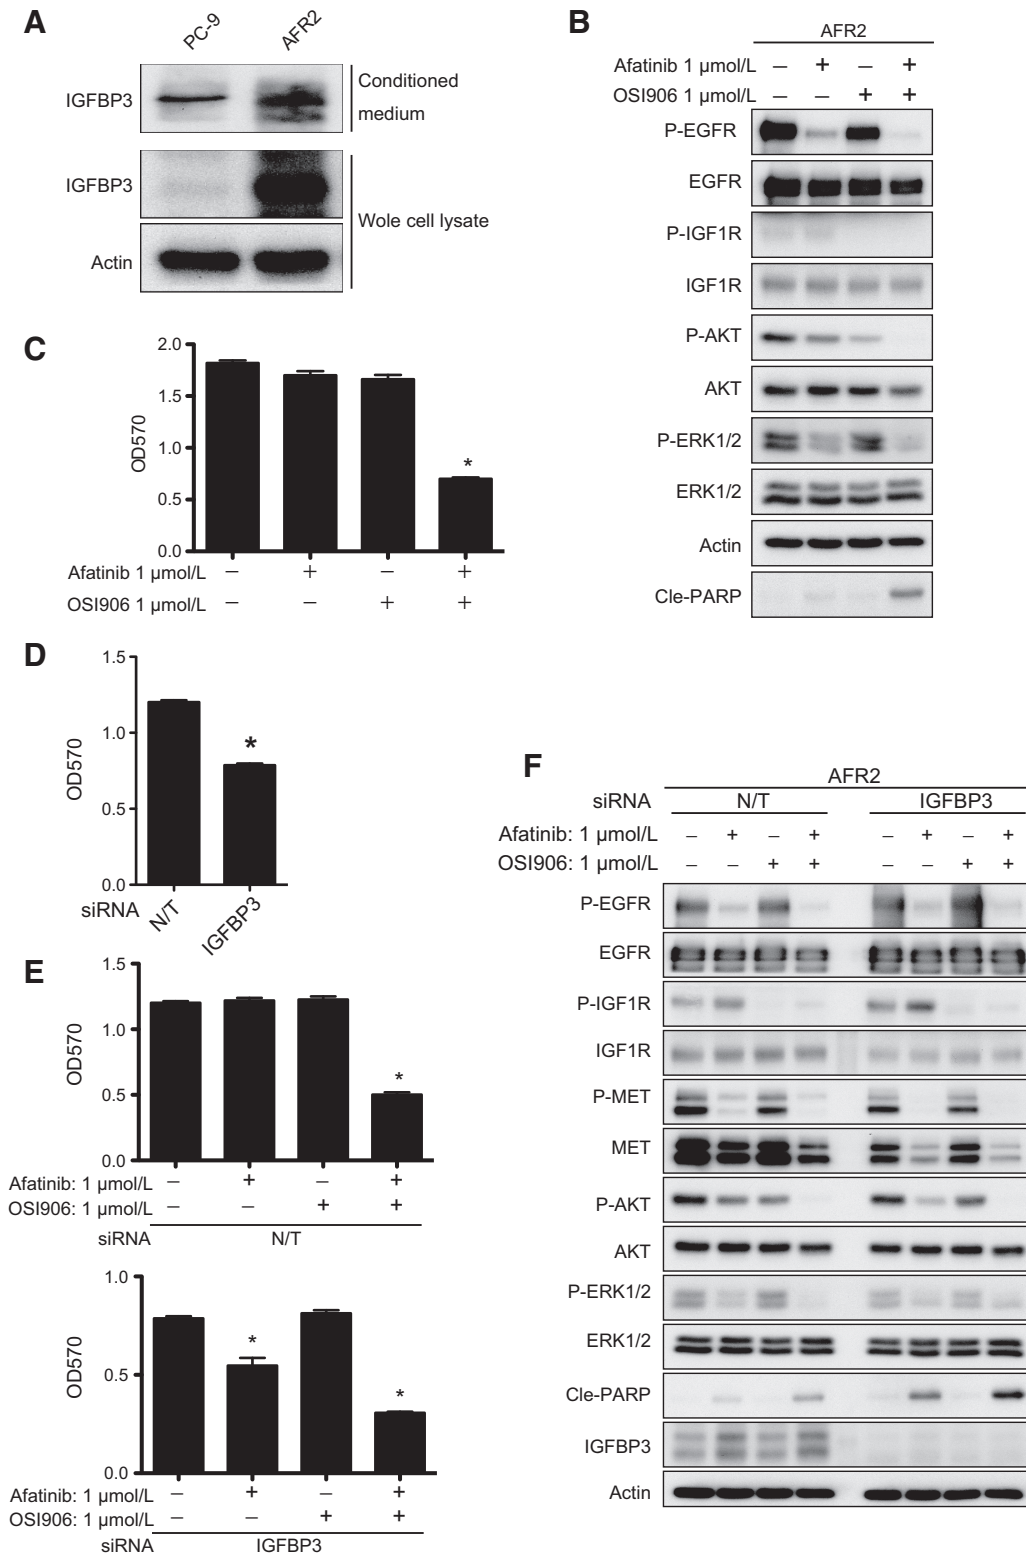 A
PC-9 AFR2
IGFBP3
Conditioned
medium
IGFBP3
Wole cell lysate
Actin
B
AFR2
Afatinib 1 μmol/L – + – +
OSI906 1 μmol/L – – + +
P-EGFR
EGFR
P-IGF1R
IGF1R
P-AKT
AKT
P-ERK1/2
ERK1/2
Actin
Cle-PARP
C
2.0
1.5
1.0
0.5
0.0
OD570
*
Afatinib 1 μmol/L – + – +
OSI906 1 μmol/L – – + +
D
1.5
1.0
0.5
0.0
OD570
*
siRNA N/T IGFBP3
E
1.5
1.0
0.5
0.0
OD570
*
Afatinib: 1 μmol/L – + – +
OSI906: 1 μmol/L – – + +
siRNA N/T
1.0
0.5
0.0
OD570
* *
Afatinib: 1 μmol/L – + – +
OSI906: 1 μmol/L – – + +
siRNA IGFBP3
F
AFR2
siRNA N/T IGFBP3
Afatinib: 1 μmol/L – + – + – + – +
OSI906: 1 μmol/L – – + + – – + +
P-EGFR
EGFR
P-IGF1R
IGF1R
P-MET
MET
P-AKT
AKT
P-ERK1/2
ERK1/2
Cle-PARP
IGFBP3
Actin